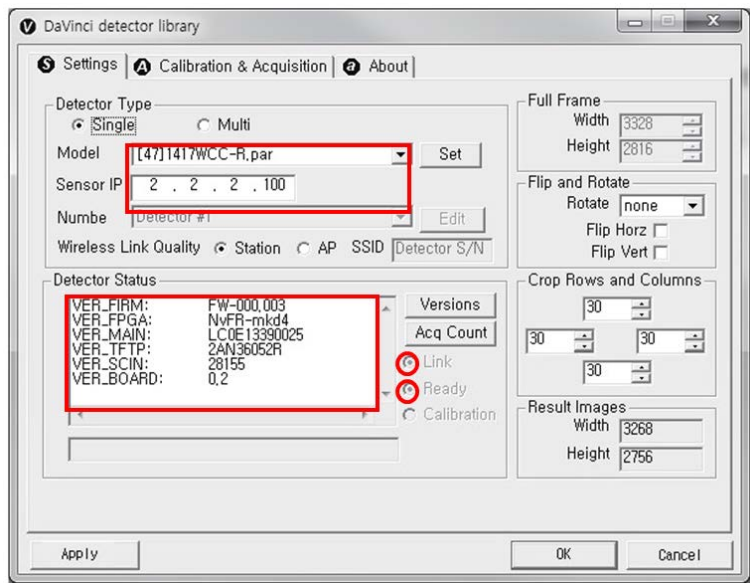 DaVinci detector library
Settings
Calibration & Acquisition
About
Detector Type
Single
Multi
Model
[47]1417WCC-R.par
Set
Sensor IP
2 . 2 . 2 . 100
Numbe
Detector #1
Edit
Wireless Link Quality
Station
AP
SSID
Detector S/N
Detector Status
VER_FIRM: FW-000,003
VER_FPGA: NvFR-mkd4
VER_MAIN: LC0E13390025
VER_TFTP: 2AN36052R
VER_SCIN: 28155
VER_BOARD: 0,2
Versions
Acq Count
Link
Ready
Calibration
Full Frame
Width 3328
Height 2816
Flip and Rotate
Rotate none
Flip Horz
Flip Vert
Crop Rows and Columns
30
30 30
30
Result Images
Width 3268
Height 2756
Apply
OK
Cancel